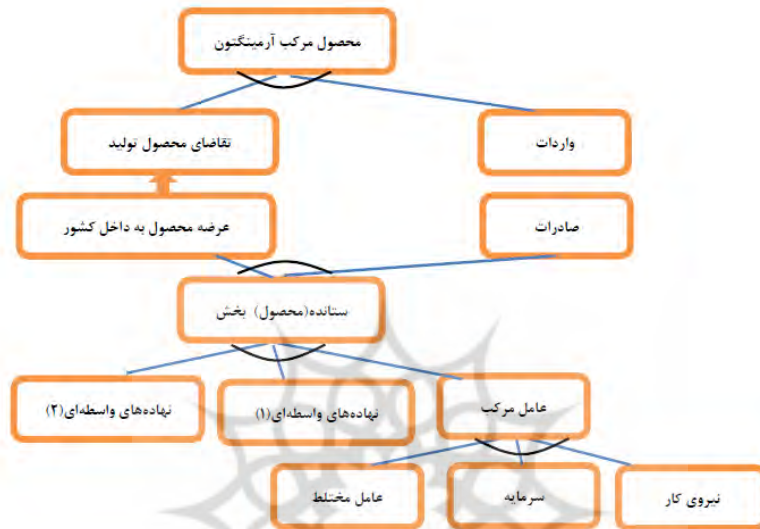 محصول مرکب آرمینگتون
واردات
تقاضای محصول تولید
صادرات
عرضه محصول به داخل کشور
ستانده(محصول) بخش
عامل مرکب
نهاده‌های واسطه‌ای(۱)
نهاده‌های واسطه‌ای(۲)
نیروی کار
سرمایه
عامل مختلط